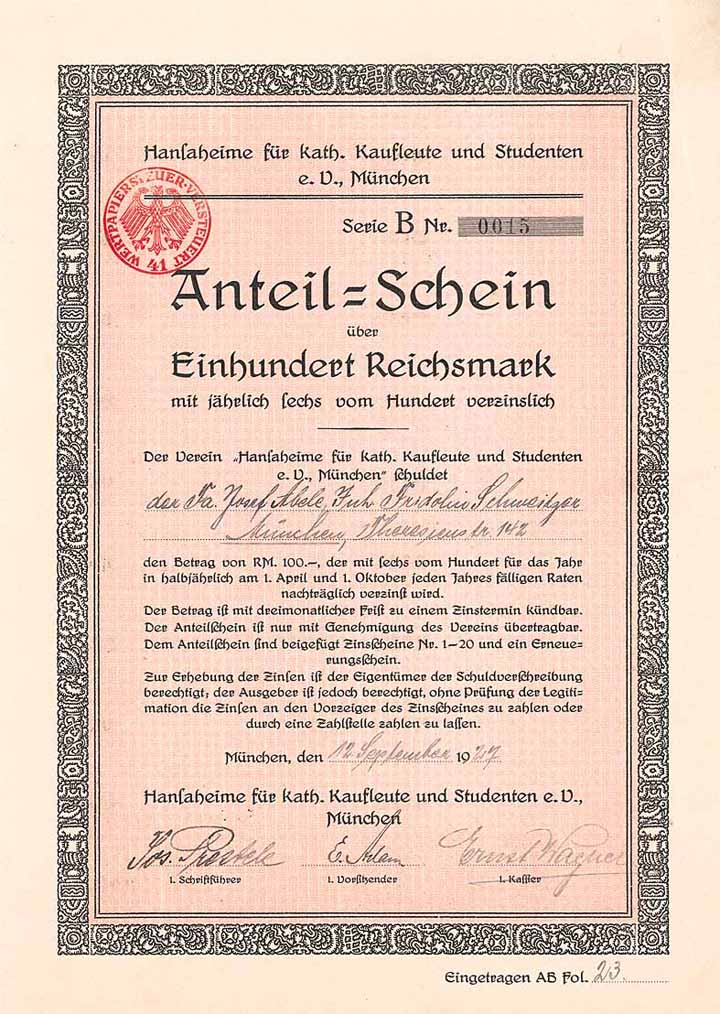 Hanſaheime für kath. Kaufleute und Studenten
e. V., München
WERTPAPIERSTEUER-VERSTEUERT
41
Serie B Nr. 0015
Anteil=Schein
über
Einhundert Reichsmark
mit jährlich ſechs vom Hundert verzinslich
Der Verein „Hanſaheime für kath. Kaufleute und Studenten
e. V., München“ ſchuldet
der Fa. Josef Abele, Inh. Fridolin Schweitzer
München, Theresienstr. 142
den Betrag von RM. 100.—, der mit ſechs vom Hundert für das Jahr
in halbjährlich am 1. April und 1. Oktober jeden Jahres fälligen Raten
nachträglich verzinst wird.
Der Betrag iſt mit dreimonatlicher Friſt zu einem Zinstermin kündbar.
Der Anteilſchein iſt nur mit Genehmigung des Vereins übertragbar.
Dem Anteilſchein ſind beigefügt Zinsſcheine Nr. 1—20 und ein Erneue-
rungsſchein.
Zur Erhebung der Zinſen iſt der Eigentümer der Schuldverſchreibung
berechtigt; der Ausgeber iſt jedoch berechtigt, ohne Prüfung der Legiti-
mation die Zinſen an den Vorzeiger des Zinsſcheines zu zahlen oder
durch eine Zahlſtelle zahlen zu laſſen.
München, den 12. September 1927
Hanſaheime für kath. Kaufleute und Studenten e. V.,
München
Jos. E. Ernst Wagner
1. Schriftführer 1. Vorſitzender 1. Kaſſier
Eingetragen AB Fol. 23.